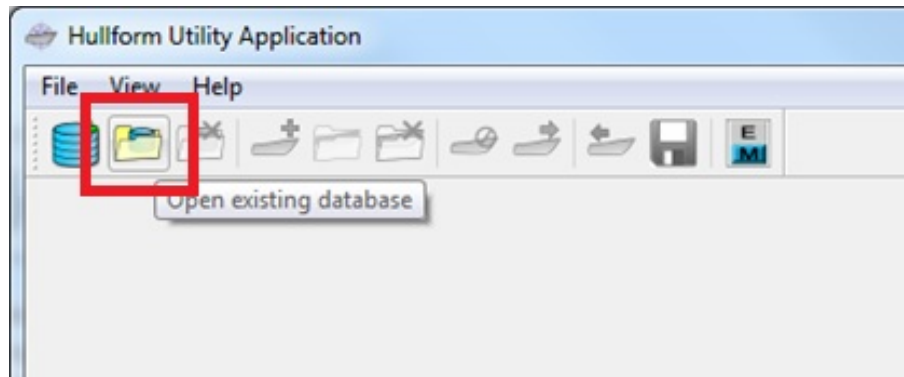 Hullform Utility Application
File View Help
E
M
Open existing database